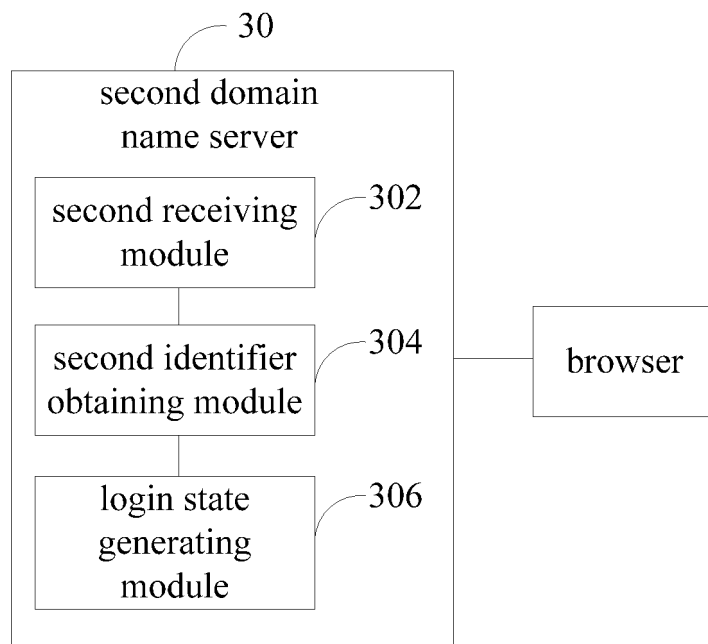 30
second domain
name server
second receiving
module
302
second identifier
obtaining module
304
login state
generating
module
306
browser